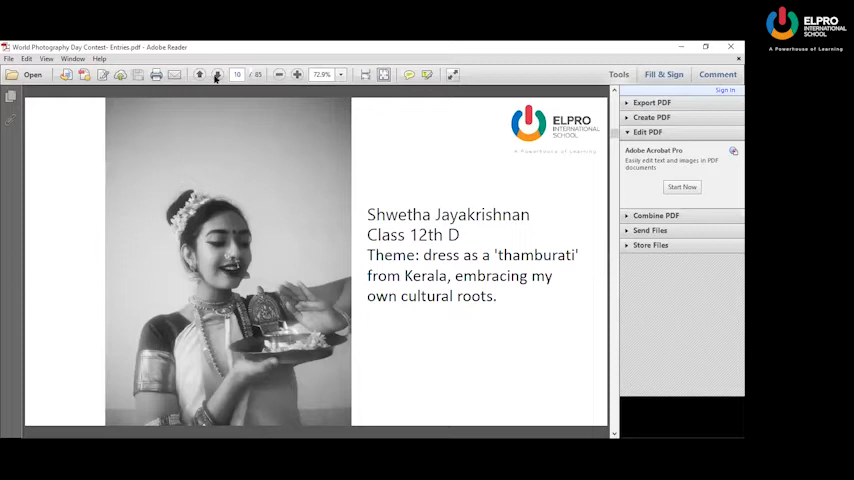 ELPRO
INTERNATIONAL
SCHOOL
A Powerhouse of Learning
World Photography Day Contest- Entries.pdf - Adobe Reader
File Edit View Window Help
Open
10 / 85
72.9%
Tools Fill & Sign Comment
Sign In
Export PDF
Create PDF
Edit PDF
Adobe Acrobat Pro
Easily edit text and images in PDF
documents
Start Now
Combine PDF
Send Files
Store Files
ELPRO
INTERNATIONAL
SCHOOL
A Powerhouse of Learning
Shwetha Jayakrishnan
Class 12th D
Theme: dress as a 'thamburati'
from Kerala, embracing my
own cultural roots.